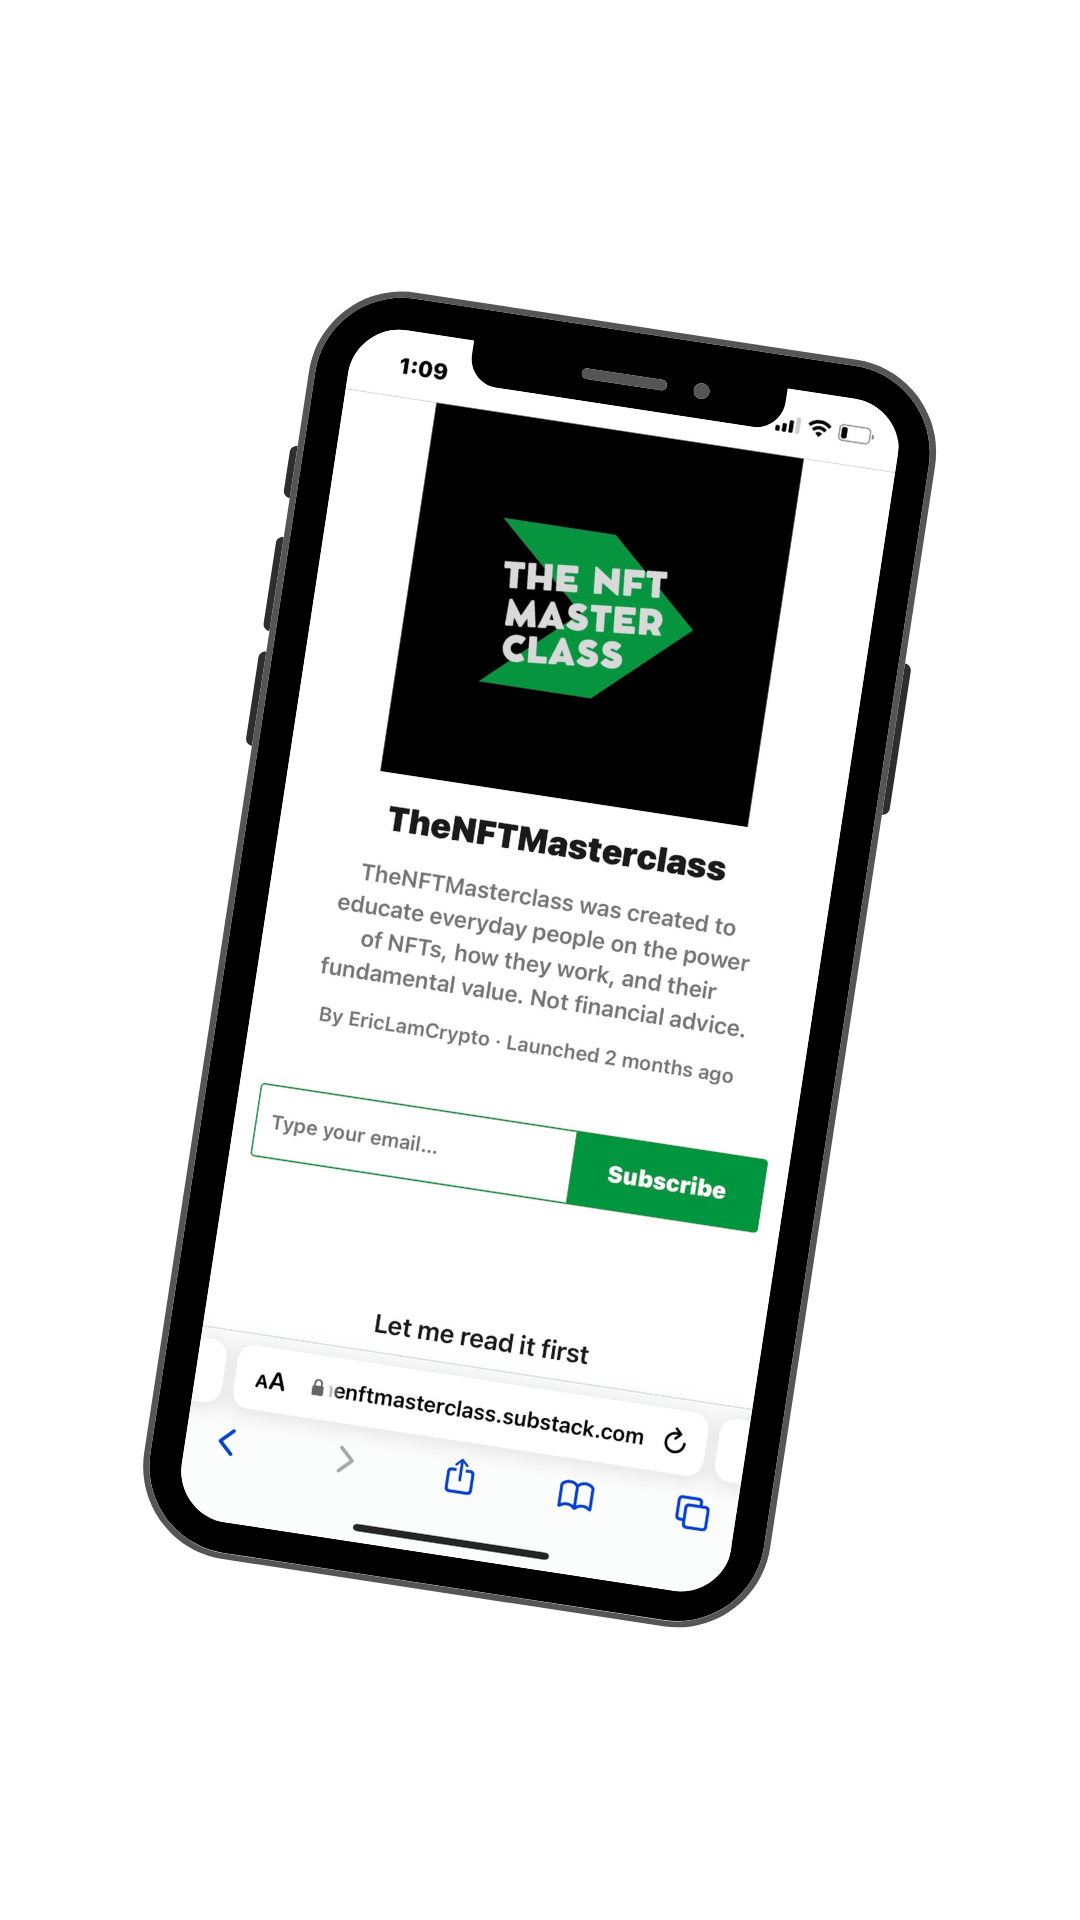 1:09
THE NFT
MASTER
CLASS
TheNFTMasterclass
TheNFTMasterclass was created to
educate everyday people on the power
of NFTs, how they work, and their
fundamental value. Not financial advice.
By EricLamCrypto · Launched 2 months ago
Type your email...
Subscribe
Let me read it first
AA enftmasterclass.substack.com